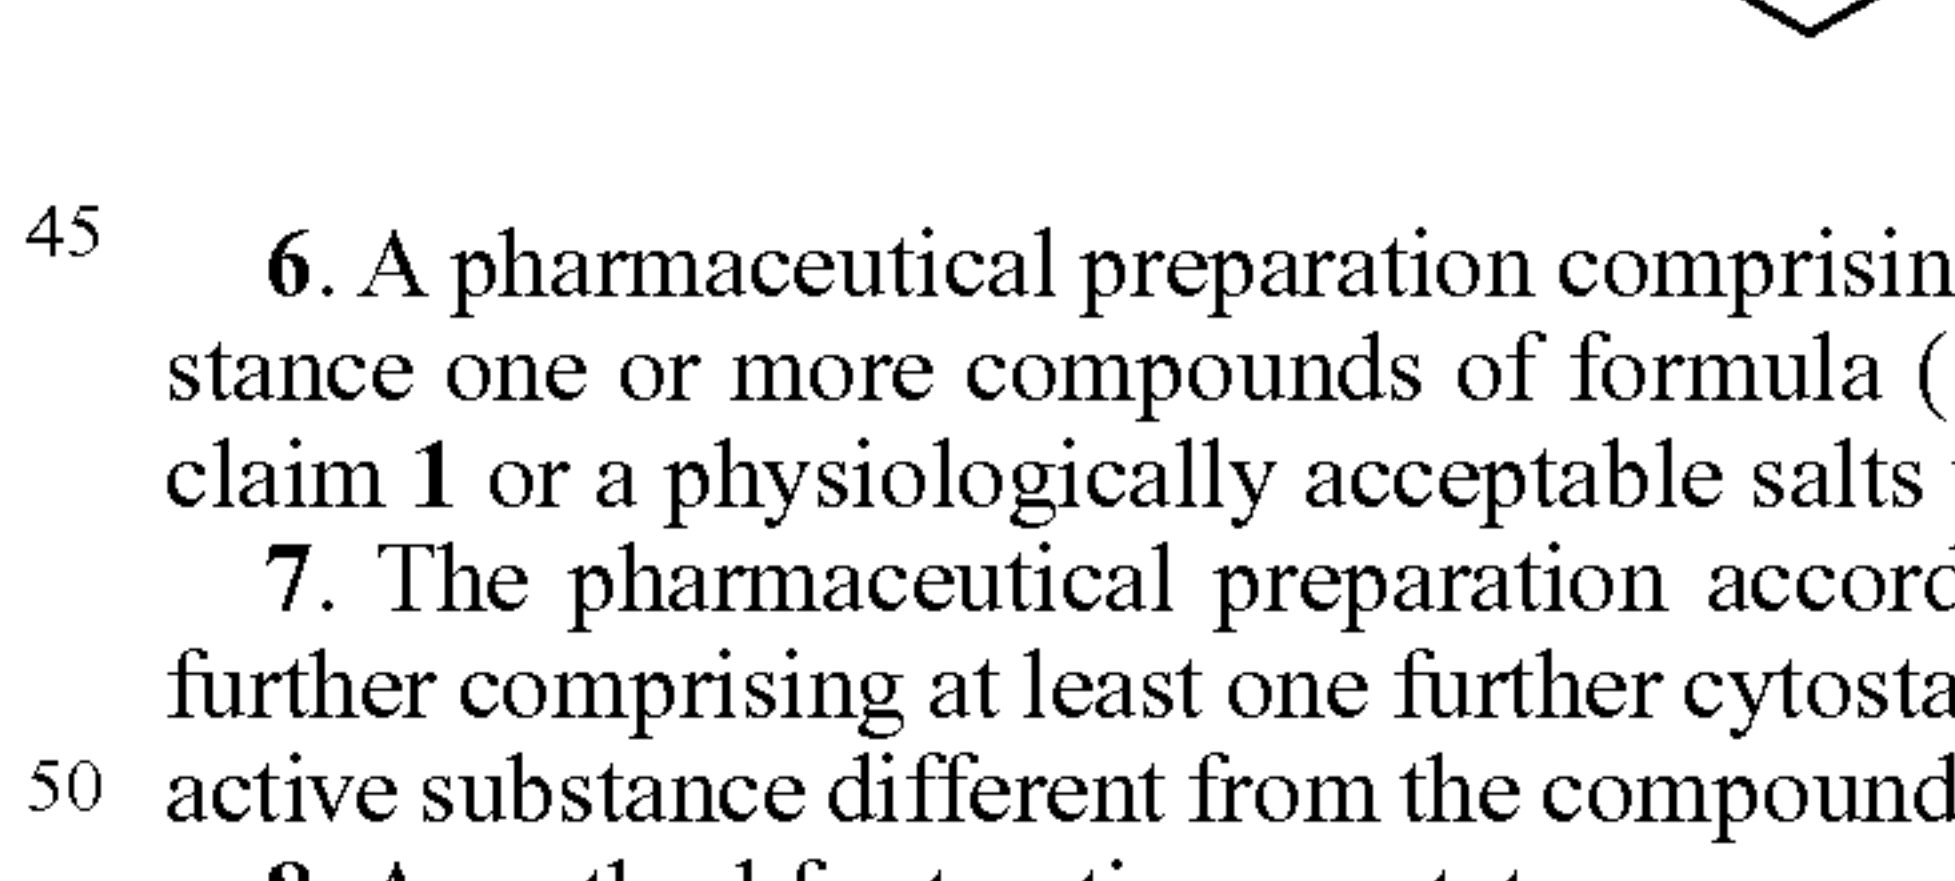 45
6. A pharmaceutical preparation comprisin
stance one or more compounds of formula (
claim 1 or a physiologically acceptable salts
7. The pharmaceutical preparation accord
further comprising at least one further cytosta
50 active substance different from the compound